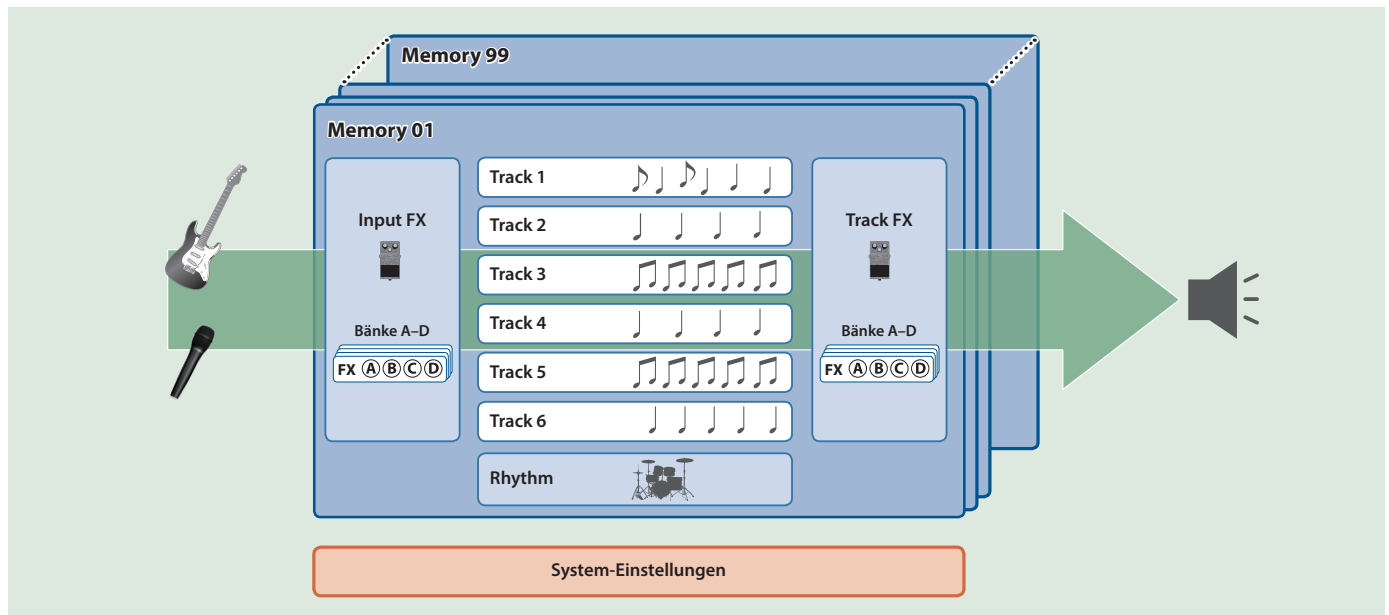 Memory 99
Memory 01
Input FX
Bänke A–D
FX A B C D
Track 1
Track 2
Track 3
Track 4
Track 5
Track 6
Rhythm
Track FX
Bänke A–D
FX A B C D
System-Einstellungen